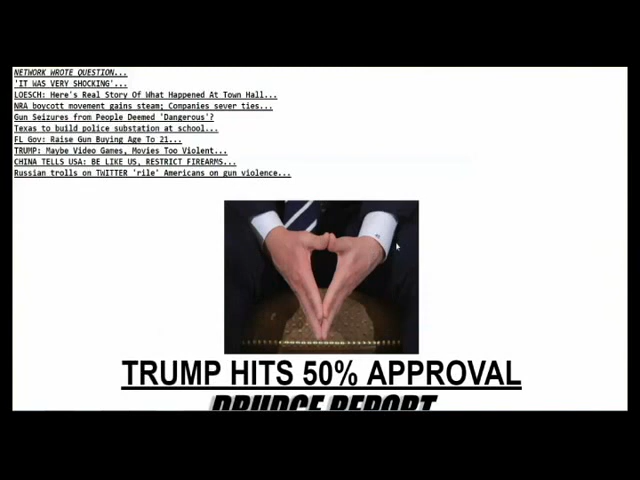 NETWORK WROTE QUESTION...
'IT WAS VERY SHOCKING'...
LOESCH: Here's Real Story Of What Happened At Town Hall...
NRA boycott movement gains steam; Companies sever ties...
Gun Seizures from People Deemed 'Dangerous'?
Texas to build police substation at school...
FL Gov: Raise Gun Buying Age To 21...
TRUMP: Maybe Video Games, Movies Too Violent...
CHINA TELLS USA: BE LIKE US, RESTRICT FIREARMS...
Russian trolls on TWITTER 'rile' Americans on gun violence...
TRUMP HITS 50% APPROVAL
DRUDGE REPORT